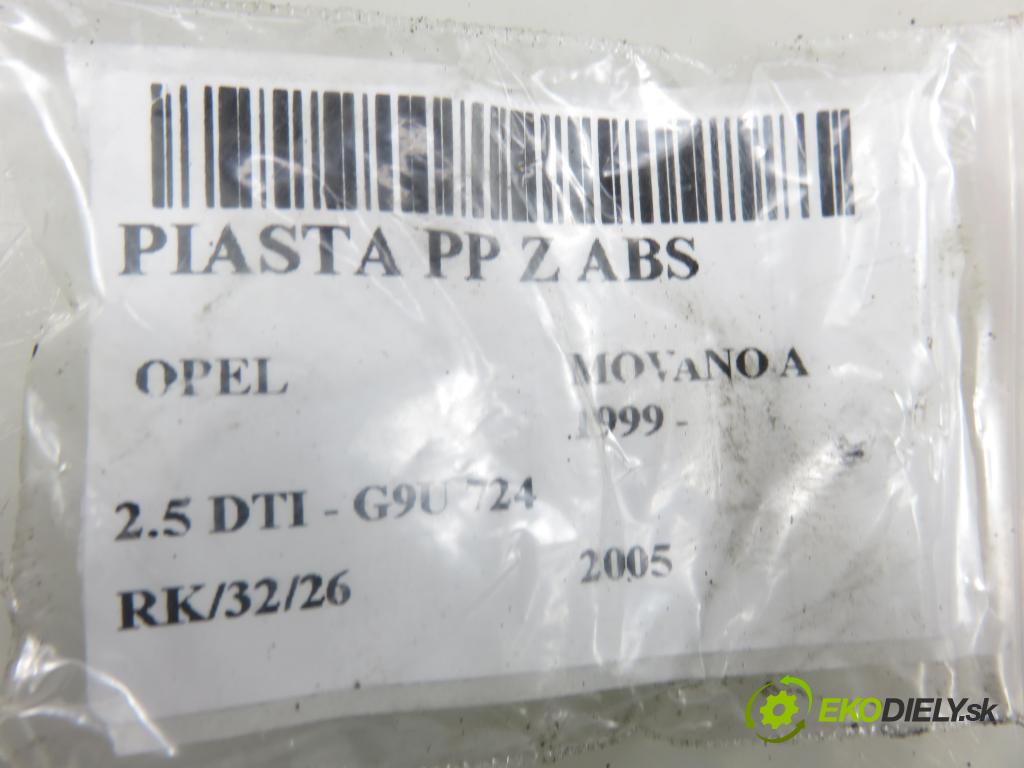 PIASTA PP Z ABS
OPEL MOVANO A
1999 -
2.5 DTI - G9U 724
RK/32/26 2005
EKODIELY.sk